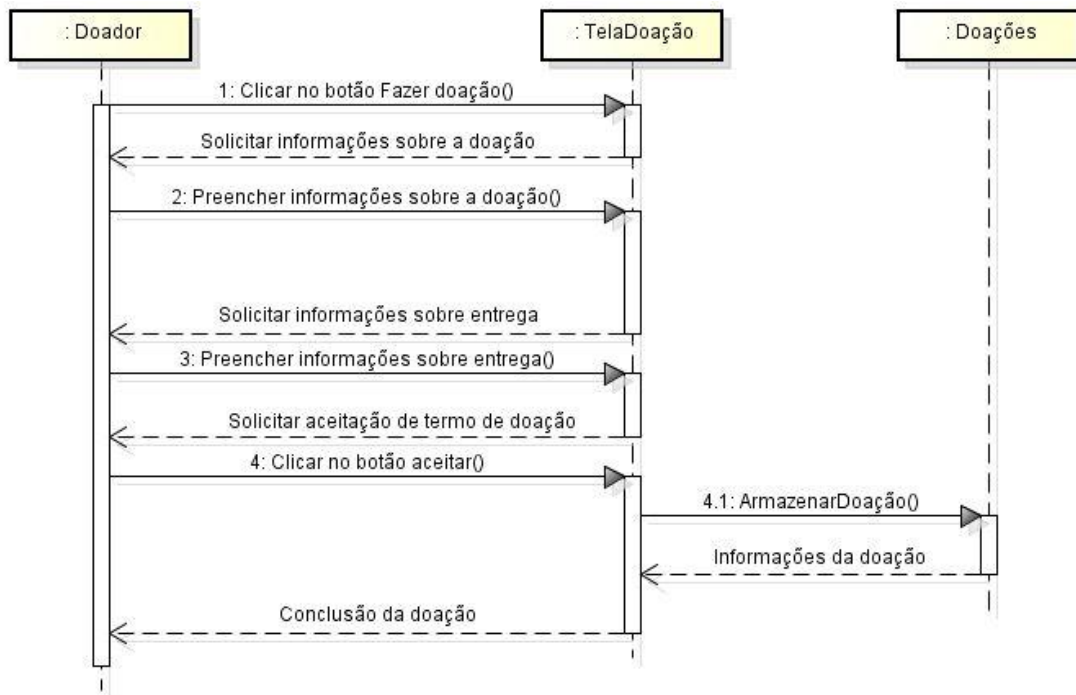 : Doador
: TelaDoação
: Doações
1: Clicar no botão Fazer doação()
Solicitar informações sobre a doação
2: Preencher informações sobre a doação()
Solicitar informações sobre entrega
3: Preencher informações sobre entrega()
Solicitar aceitação de termo de doação
4: Clicar no botão aceitar()
4.1: ArmazenarDoação()
Informações da doação
Conclusão da doação